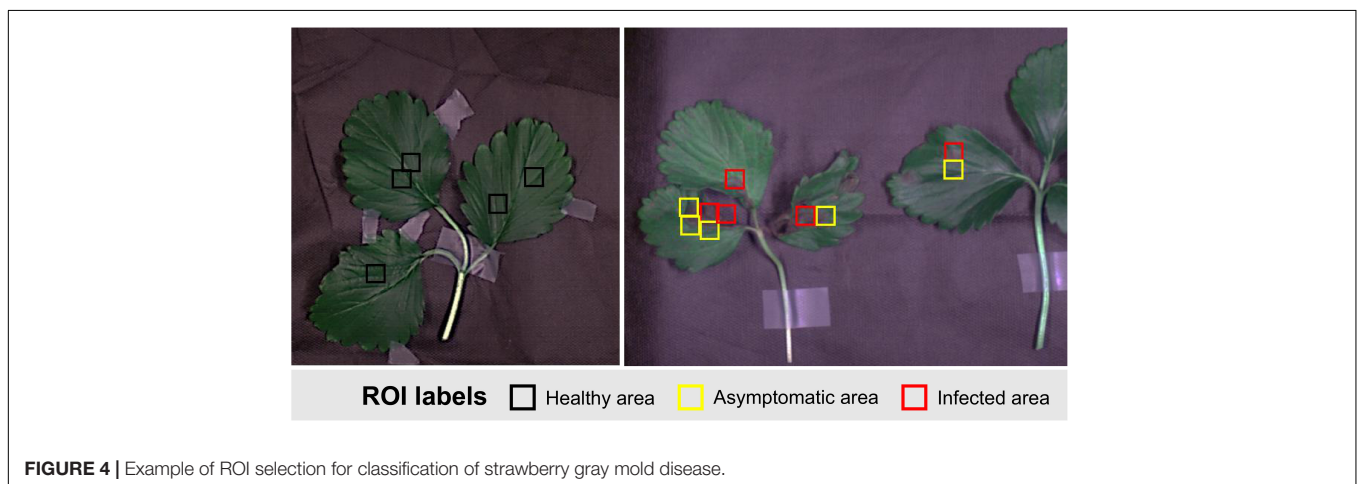 ROI labels Healthy area Asymptomatic area Infected area
FIGURE 4 | Example of ROI selection for classification of strawberry gray mold disease.